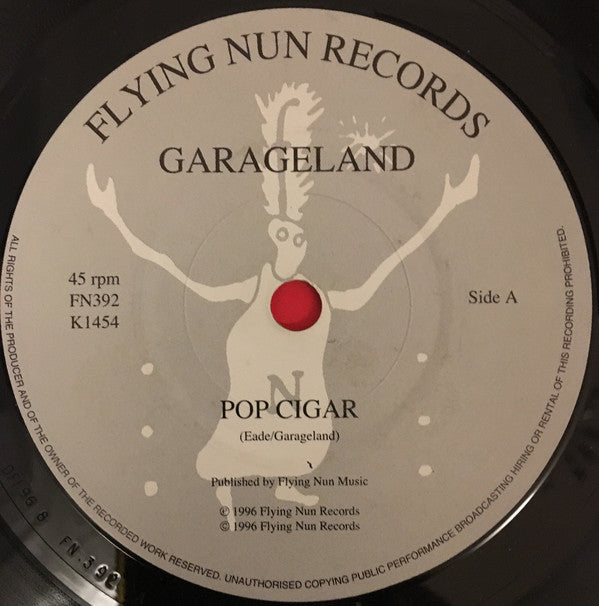 FLYING NUN RECORDS
GARAGELAND
45 rpm
FN392
K1454
Side A
N
POP CIGAR
(Eade/Garageland)
Published by Flying Nun Music
℗ 1996 Flying Nun Records
© 1996 Flying Nun Records
ALL RIGHTS OF THE PRODUCER AND OF THE OWNER OF THE RECORDED WORK RESERVED. UNAUTHORISED COPYING PUBLIC PERFORMANCE BROADCASTING HIRING OR RENTAL OF THIS RECORDING PROHIBITED.
FN.392